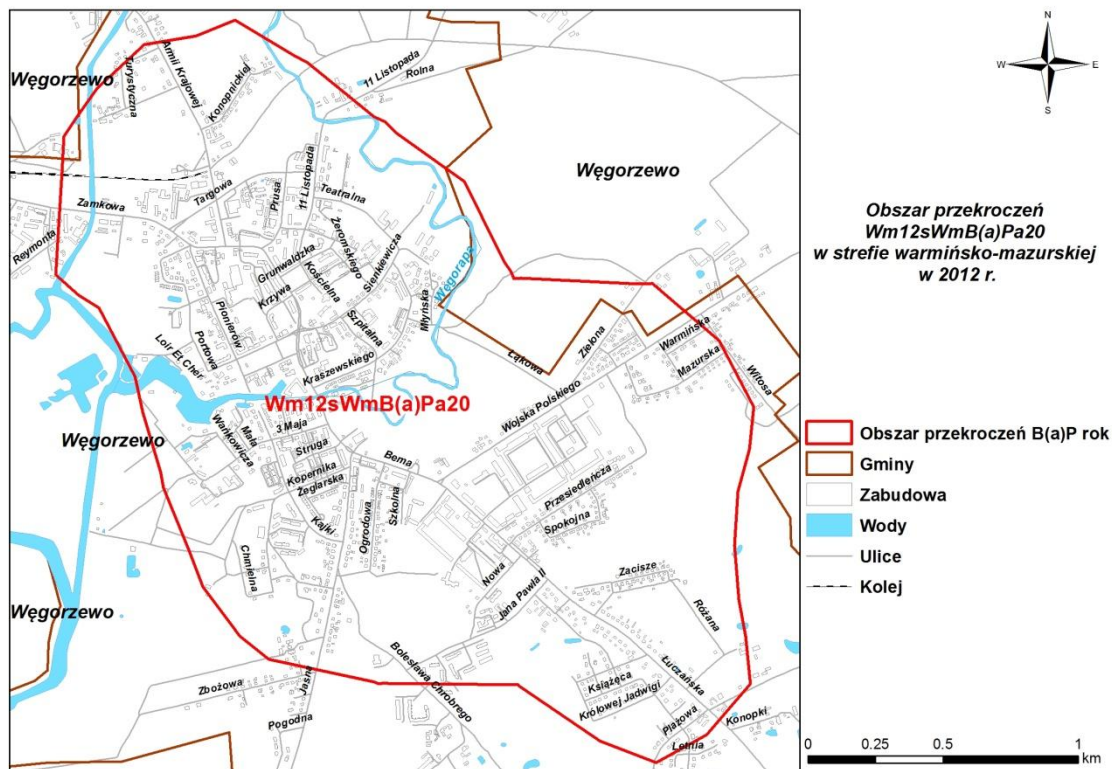 N
W E
S
Obszar przekroczeń
Wm12sWmB(a)Pa20
w strefie warmińsko-mazurskiej
w 2012 r.
Węgorzewo
Turystyczna
Armii Krajowej
Konopnickiej
11 Listopada
Rolna
Węgorzewo
Zamkowa
Targowa
Prusa
11 Listopada
Teatralna
Reymonta
Żeromskiego
Grunwaldzka
Kościelna
Krzywa
Sienkiewicza
Węgorapa
Młyńska
Szpitalna
Pionierów
Portowa
Loir Et Cher
Kraszewskiego
Łąkowa
Zielona
Warmińska
Mazurska
Witosa
Wojska Polskiego
Wm12sWmB(a)Pa20
Węgorzewo
Wańkowicza
Mała
3 Maja
Struga
Kopernika
Żeglarska
Bema
Kajki
Ogrodowa
Szkolna
Przesiedleńcza
Spokojna
Chmielna
Nowa
Jana Pawła II
Zacisze
Różana
Węgorzewo
Bolesława Chrobrego
Łuczańska
Zbożowa
Jasna
Pogodna
Książęca
Królowej Jadwigi
Plażowa
Konopki
Letnia
Obszar przekroczeń B(a)P rok
Gminy
Zabudowa
Wody
Ulice
Kolej
0 0.25 0.5 1
km